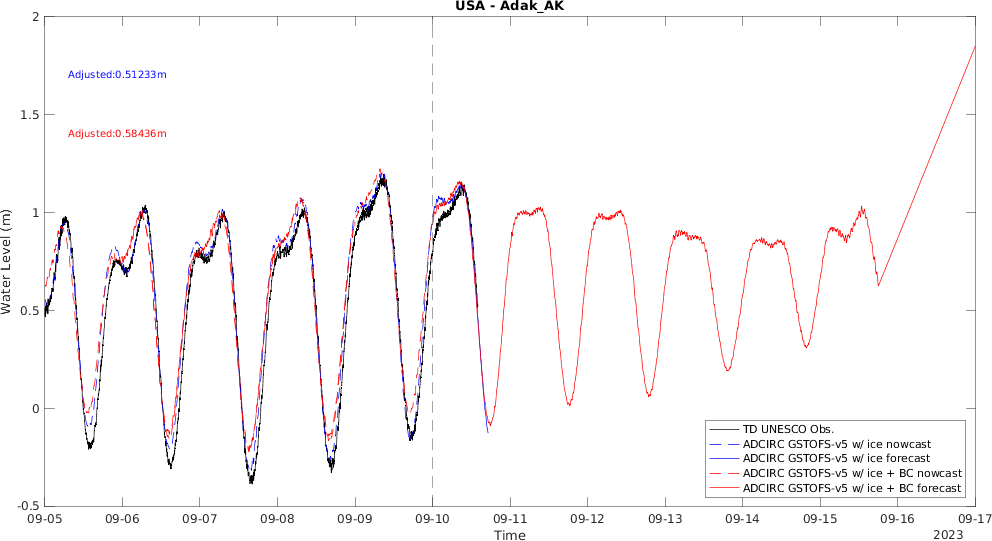 USA - Adak_AK
2
1.5
1
0.5
0
-0.5
Water Level (m)
Adjusted:0.51233m
Adjusted:0.58436m
TD UNESCO Obs.
ADCIRC GSTOFS-v5 w/ ice nowcast
ADCIRC GSTOFS-v5 w/ ice forecast
ADCIRC GSTOFS-v5 w/ ice + BC nowcast
ADCIRC GSTOFS-v5 w/ ice + BC forecast
09-05 09-06 09-07 09-08 09-09 09-10 09-11 09-12 09-13 09-14 09-15 09-16 09-17
Time
2023